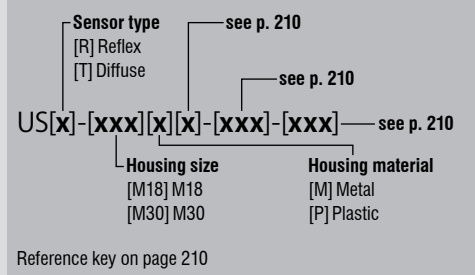 Sensor type
[R] Reflex
[T] Diffuse
see p. 210
see p. 210
US[x]-[xxx][x][x]-[xxx]-[xxx] see p. 210
Housing size
[M18] M18
[M30] M30
Housing material
[M] Metal
[P] Plastic
Reference key on page 210